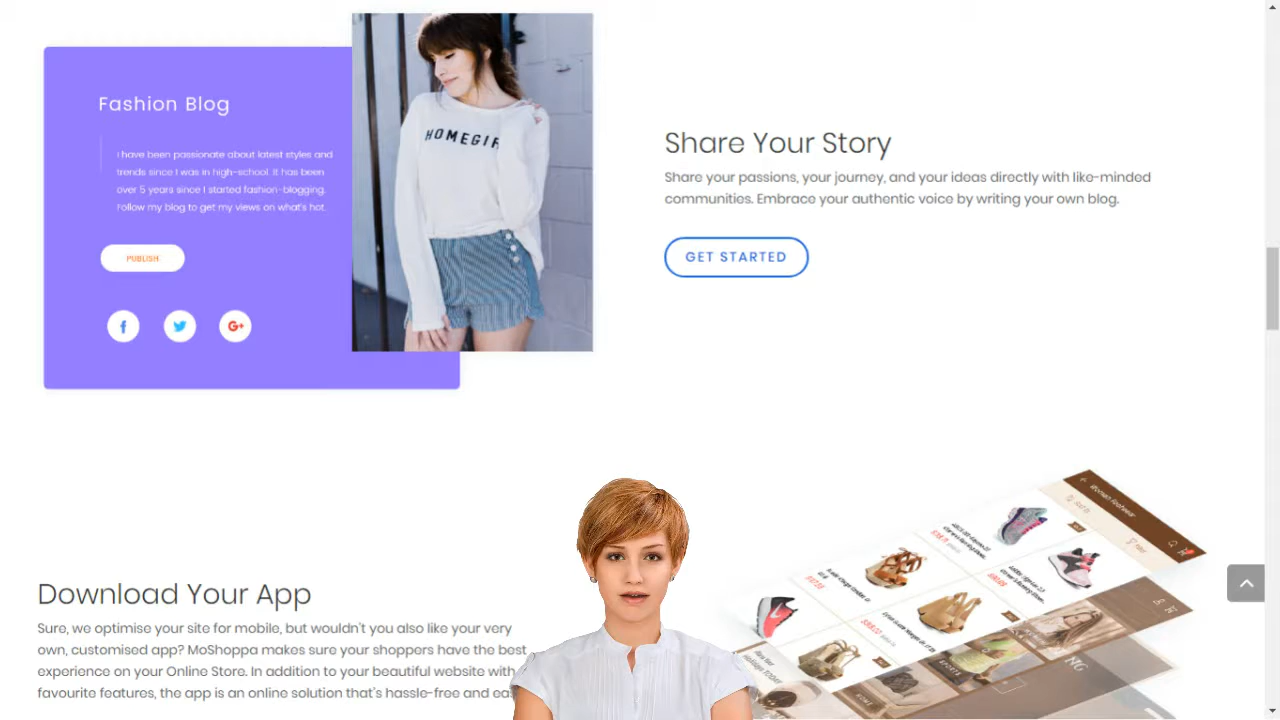 Fashion Blog
I have been passionate about latest styles and
trends since I was in high-school. It has been
over 5 years since I started fashion-blogging.
Follow my blog to get my views on what's hot.
PUBLISH
HOMEGIR
Share Your Story
Share your passions, your journey, and your ideas directly with like-minded
communities. Embrace your authentic voice by writing your own blog.
GET STARTED
Download Your App
Sure, we optimise your site for mobile, but wouldn't you also like your very
own, customised app? MoShoppa makes sure your shoppers have the best
experience on your Online Store. In addition to your beautiful website with
favourite features, the app is an online solution that's hassle-free and
Women Footwear